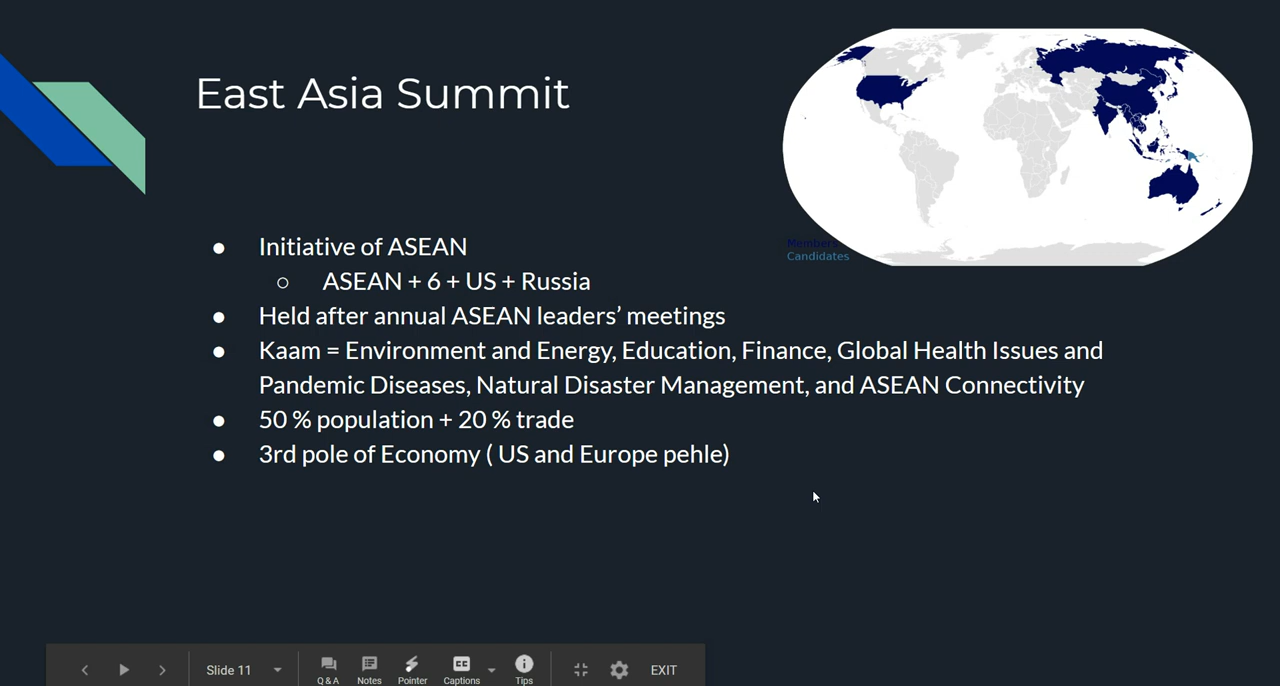 East Asia Summit
Members
Candidates
● Initiative of ASEAN
○ ASEAN + 6 + US + Russia
● Held after annual ASEAN leaders’ meetings
● Kaam = Environment and Energy, Education, Finance, Global Health Issues and
Pandemic Diseases, Natural Disaster Management, and ASEAN Connectivity
● 50 % population + 20 % trade
● 3rd pole of Economy ( US and Europe pehle)
Slide 11
Q & A Notes Pointer Captions Tips EXIT